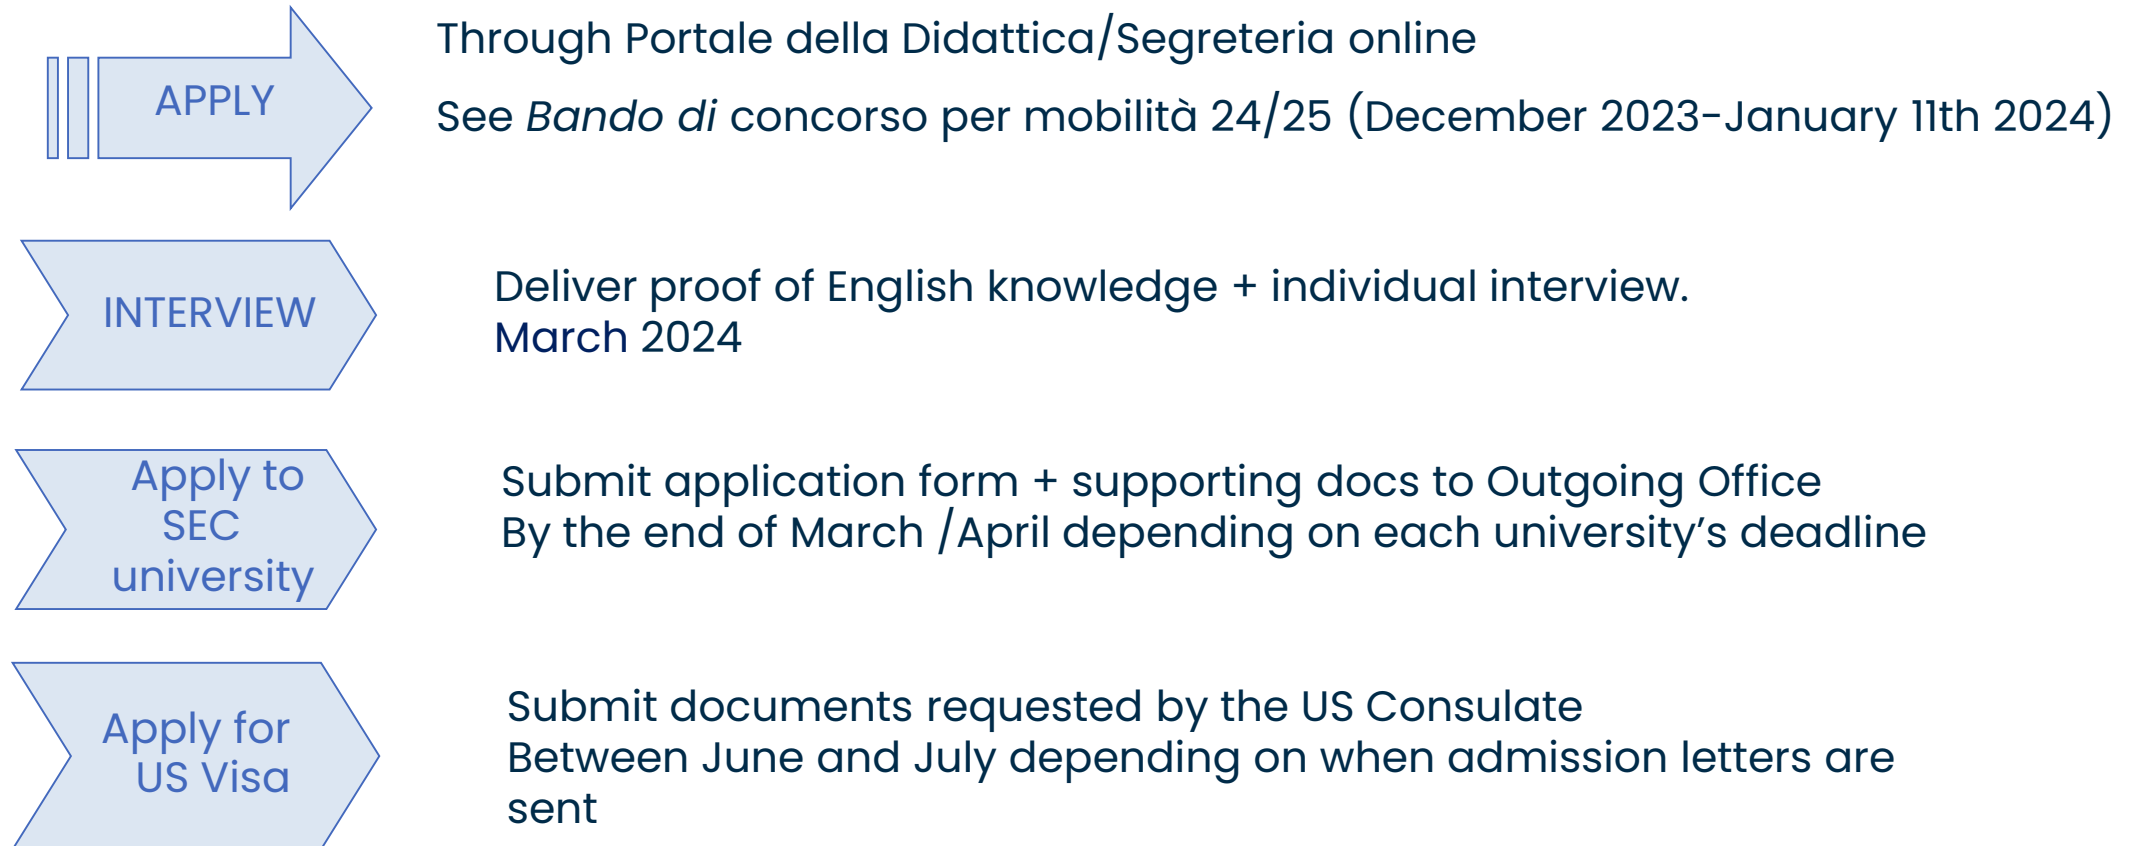 APPLY
Through Portale della Didattica/Segreteria online
See Bando di concorso per mobilità 24/25 (December 2023-January 11th 2024)
INTERVIEW
Deliver proof of English knowledge + individual interview.
March 2024
Apply to
SEC
university
Submit application form + supporting docs to Outgoing Office
By the end of March /April depending on each university’s deadline
Apply for
US Visa
Submit documents requested by the US Consulate
Between June and July depending on when admission letters are
sent